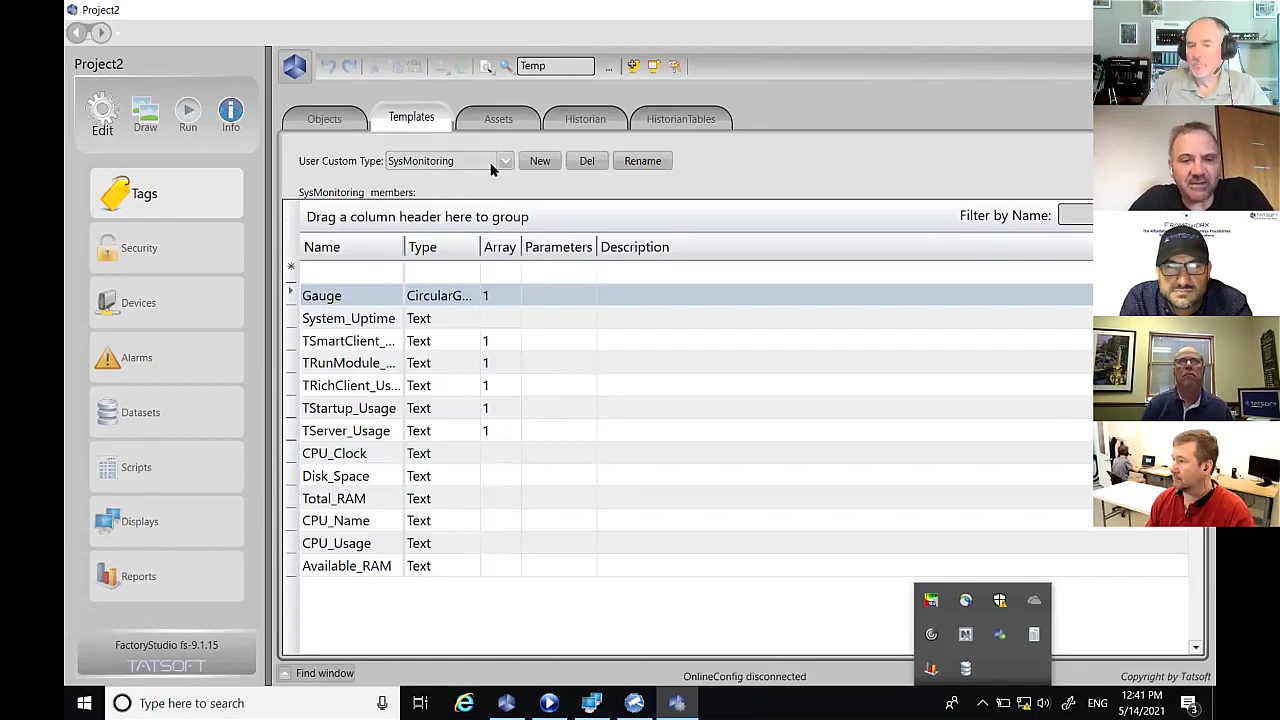 Project2
Project2
Edit
Draw
Run
Info
Temp
...
Objects
Templates
Assets
Historian
HistorianTables
User Custom Type:
SysMonitoring
New
Del
Rename
SysMonitoring members:
Drag a column header here to group
Filter by Name:
Name
Type
Parameters
Description
Gauge
CircularG...
1
System_Uptime
Text
TSmartClient_...
Text
1
TRunModule_...
Text
1
TRichClient_Us...
Text
1
TStartup_Usage
Text
1
TServer_Usage
Text
1
CPU_Clock
Text
Disk_Space
Text
Total_RAM
Text
CPU_Name
Text
CPU_Usage
Text
Available_RAM
Text
Tags
Security
Devices
Alarms
Datasets
Scripts
Displays
Reports
FactoryStudio fs-9.1.15
TATSOFT
Find window
OnlineConfig disconnected
Copyright by Tatsoft
Type here to search
ENG
12:41 PM
5/14/2021
3
TATSOFT
TATSOFT